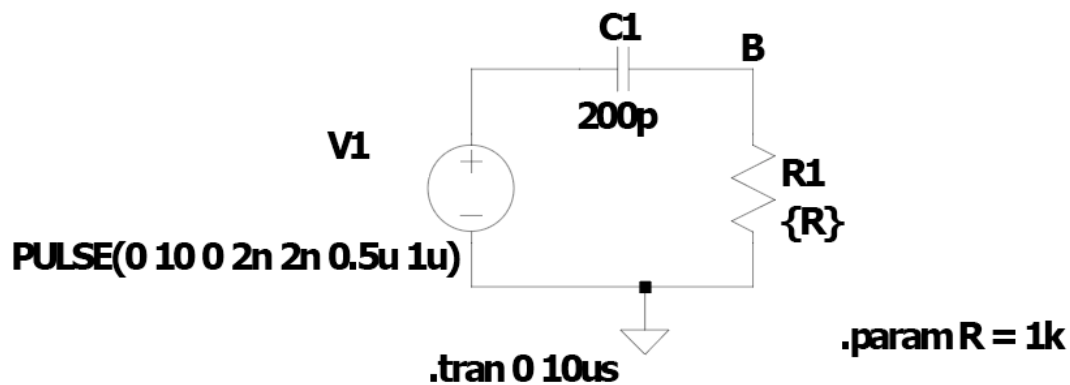 C1
B
200p
V1
R1
{R}
PULSE(0 10 0 2n 2n 0.5u 1u)
.param R = 1k
.tran 0 10us